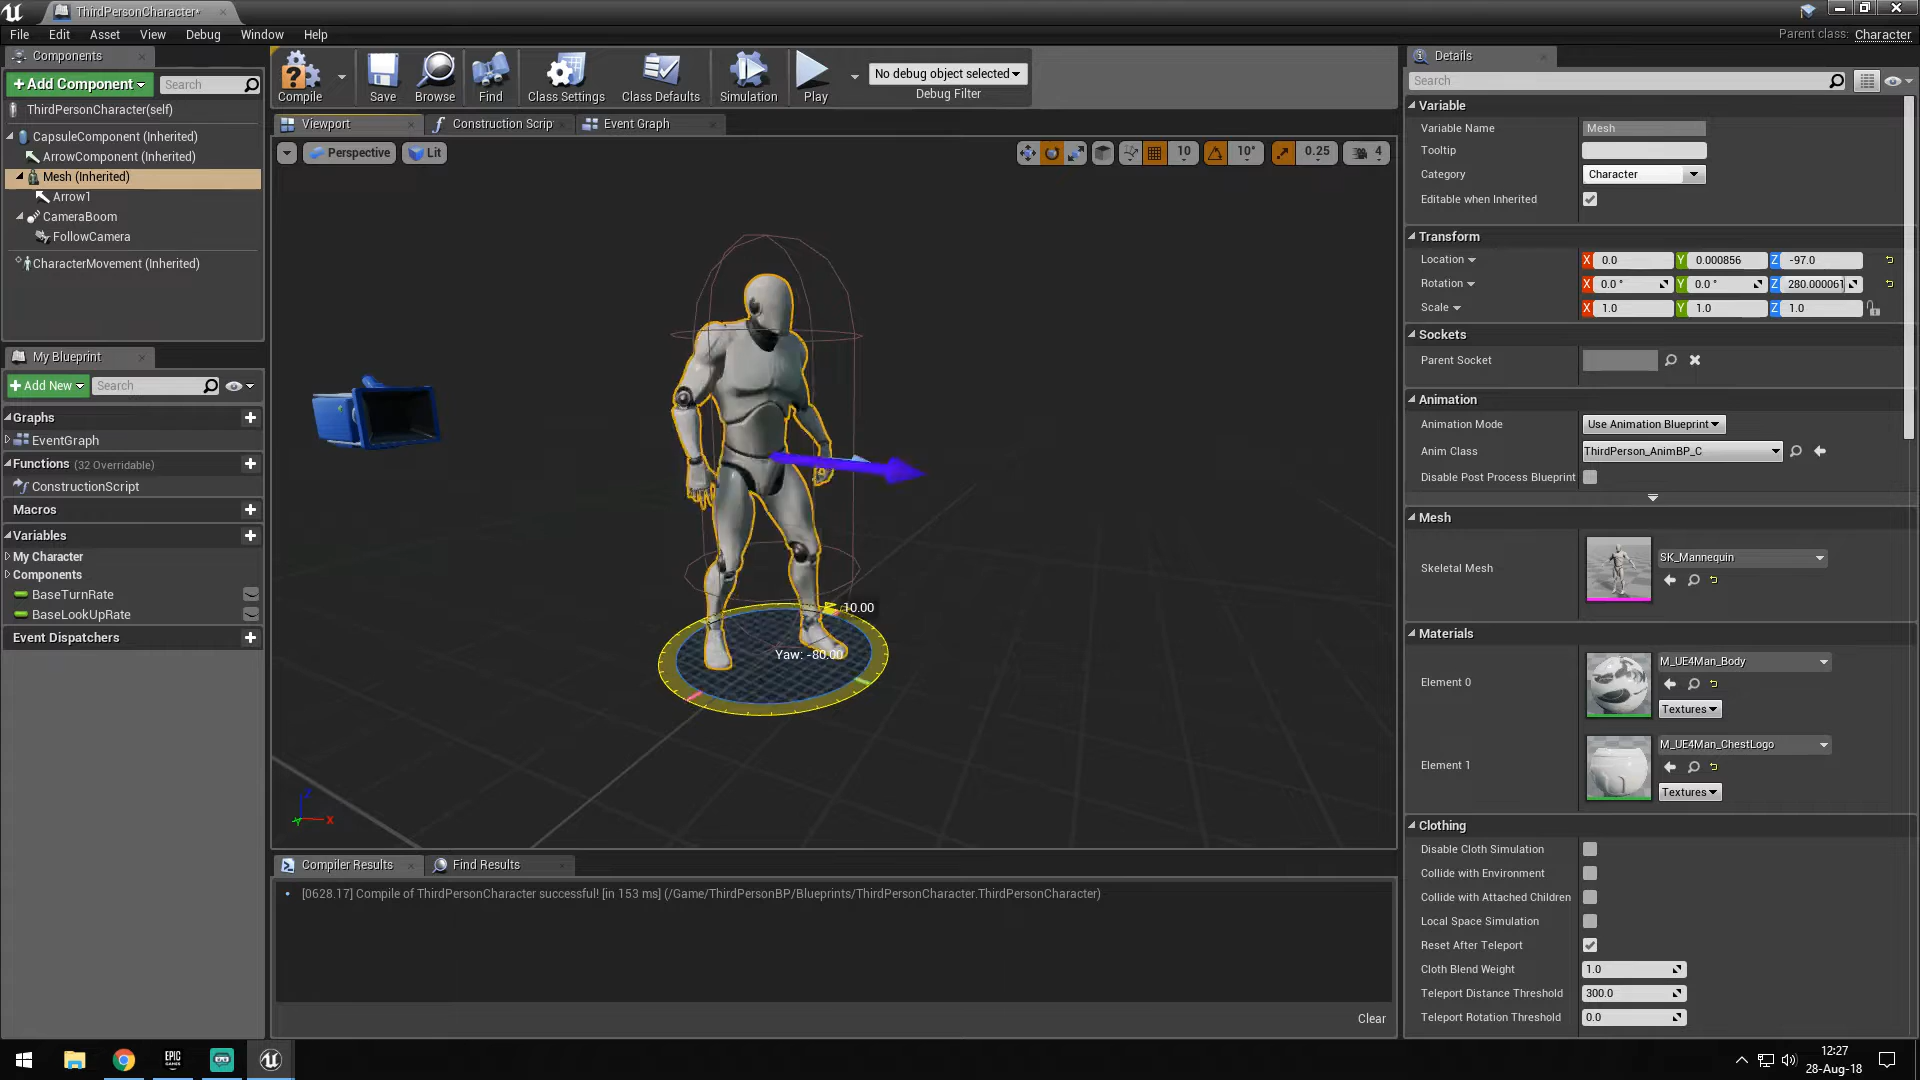 ThirdPersonCharacter*
File Edit Asset View Debug Window Help
Parent class: Character
Components
+ Add Component
Search
ThirdPersonCharacter(self)
CapsuleComponent (Inherited)
ArrowComponent (Inherited)
Mesh (Inherited)
Arrow1
CameraBoom
FollowCamera
CharacterMovement (Inherited)
My Blueprint
+ Add New
Search
Graphs
EventGraph
Functions (32 Overridable)
ConstructionScript
Macros
Variables
My Character
Components
BaseTurnRate
BaseLookUpRate
Event Dispatchers
Compile
Save
Browse
Find
Class Settings
Class Defaults
Simulation
Play
No debug object selected
Debug Filter
Viewport
Construction Scrip
Event Graph
Perspective
Lit
10
10°
0.25
4
10.00
Yaw: -80.00
Z
X
Y
Compiler Results
Find Results
[0628.17] Compile of ThirdPersonCharacter successful! [in 153 ms] (/Game/ThirdPersonBP/Blueprints/ThirdPersonCharacter.ThirdPersonCharacter)
Clear
Details
Search
Variable
Variable Name Mesh
Tooltip
Category Character
Editable when Inherited
Transform
Location X 0.0 Y 0.000856 Z -97.0
Rotation X 0.0 ° Y 0.0 ° Z 280.000061
Scale X 1.0 Y 1.0 Z 1.0
Sockets
Parent Socket
Animation
Animation Mode Use Animation Blueprint
Anim Class ThirdPerson_AnimBP_C
Disable Post Process Blueprint
Mesh
Skeletal Mesh
SK_Mannequin
Materials
Element 0
M_UE4Man_Body
Textures
Element 1
M_UE4Man_ChestLogo
Textures
Clothing
Disable Cloth Simulation
Collide with Environment
Collide with Attached Children
Local Space Simulation
Reset After Teleport
Cloth Blend Weight 1.0
Teleport Distance Threshold 300.0
Teleport Rotation Threshold 0.0
EPIC
GAMES
12:27
28-Aug-18